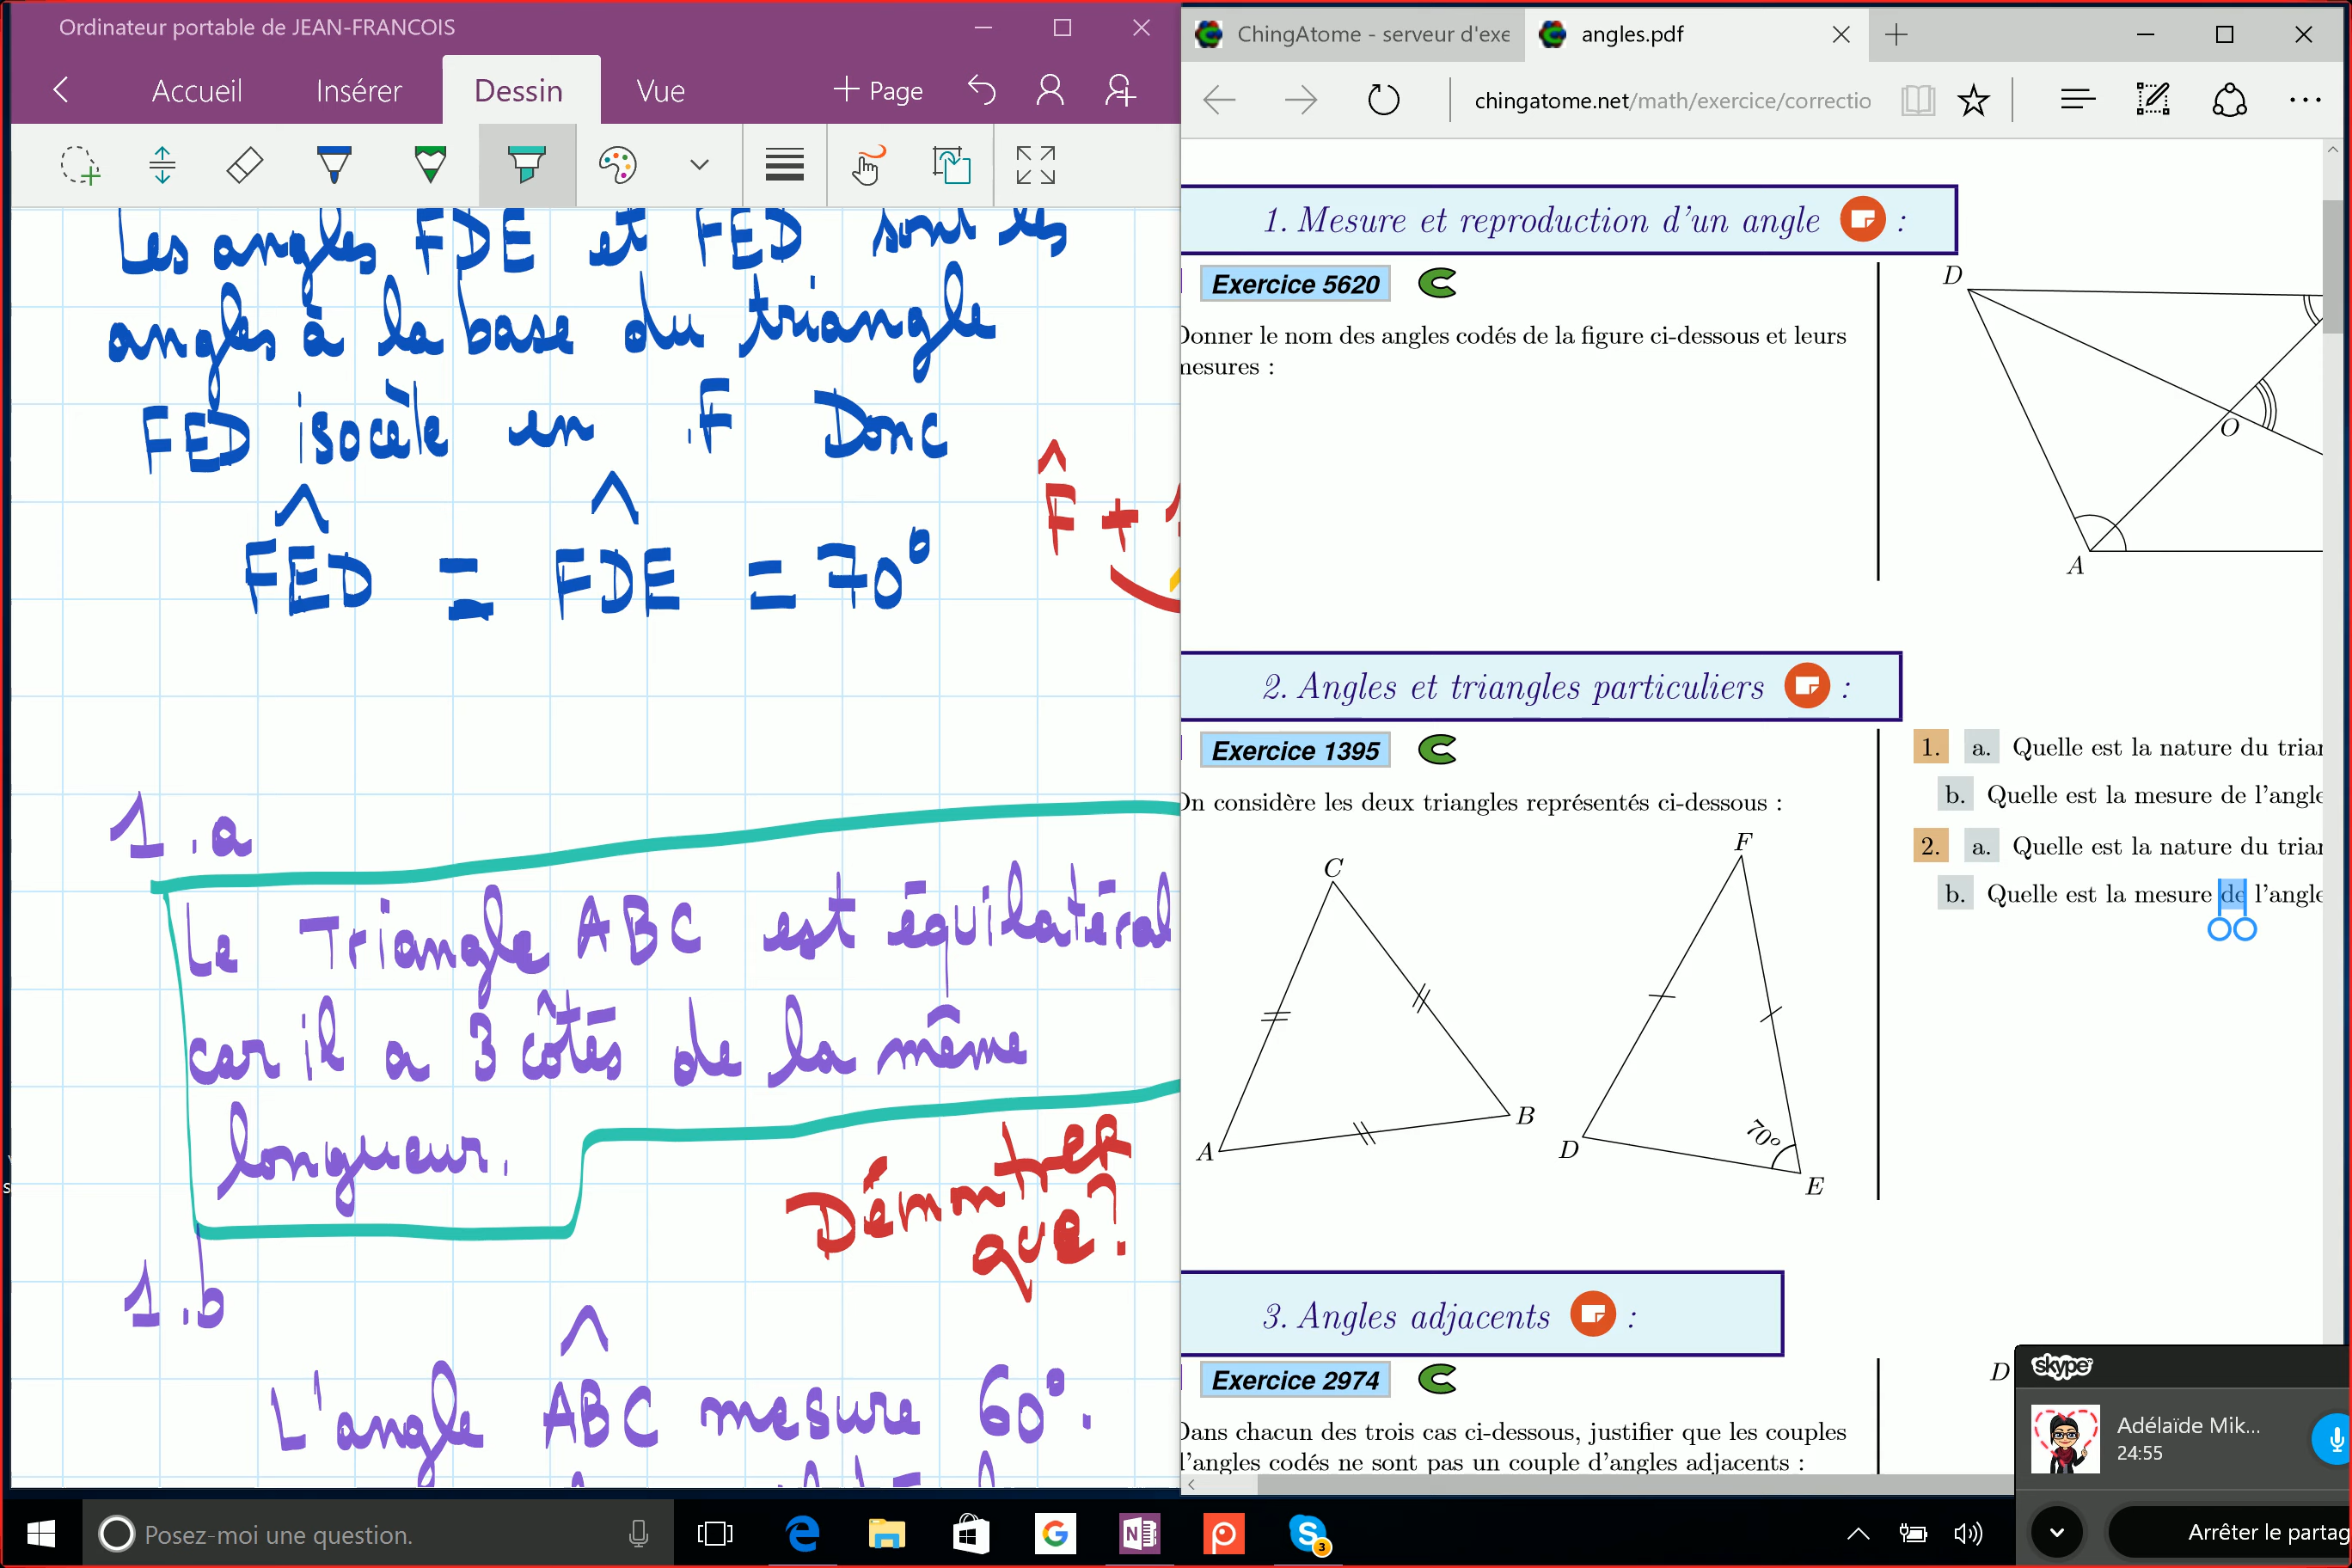 Ordinateur portable de JEAN-FRANCOIS
Accueil Insérer Dessin Vue Page
Les angles FDE et FED sont les
angles à la base du triangle
FED isocèle en F Donc
FED = FDE = 70°
F +
1.a
Le Triangle ABC est équilatéral
car il a 3 côtés de la même
longueur.
Démontrer
que?
1.b
L'angle ABC mesure 60°.
ChingAtome - serveur d'exe
angles.pdf
chingatome.net/math/exercice/correctio
1. Mesure et reproduction d'un angle :
Exercice 5620
Donner le nom des angles codés de la figure ci-dessous et leurs
mesures :
D
O
A
2. Angles et triangles particuliers :
Exercice 1395
On considère les deux triangles représentés ci-dessous :
C
A
B
F
D
70°
E
1. a. Quelle est la nature du trian
b. Quelle est la mesure de l'angle
2. a. Quelle est la nature du trian
b. Quelle est la mesure de l'angle
3. Angles adjacents :
Exercice 2974
Dans chacun des trois cas ci-dessous, justifier que les couples
d'angles codés ne sont pas un couple d'angles adjacents :
D
skype
Adélaïde Mik...
24:55
Arrêter le partag
Posez-moi une question.
3